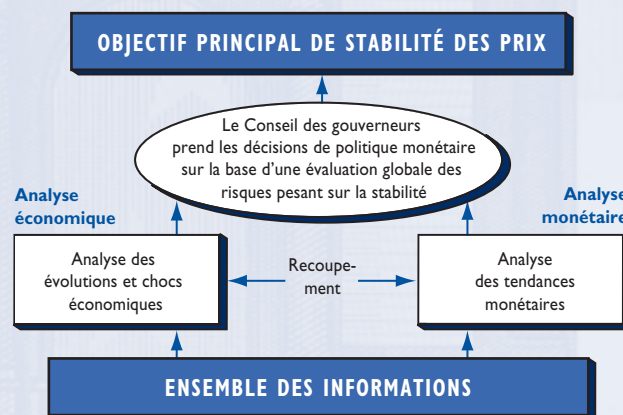 OBJECTIF PRINCIPAL DE STABILITÉ DES PRIX
Le Conseil des gouverneurs
prend les décisions de politique monétaire
sur la base d'une évaluation globale des
risques pesant sur la stabilité
Analyse
économique
Analyse
monétaire
Analyse des
évolutions et chocs
économiques
Recoupe-
ment
Analyse
des tendances
monétaires
ENSEMBLE DES INFORMATIONS